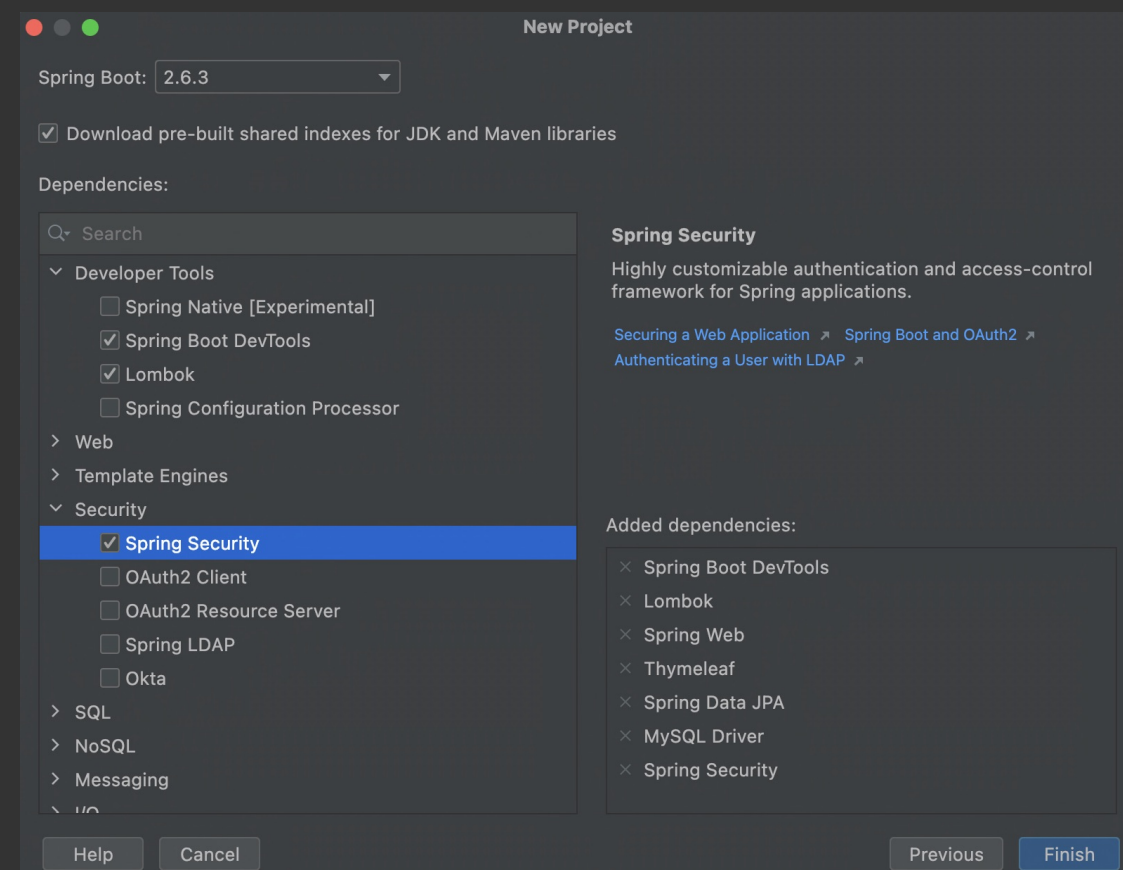 New Project
Spring Boot: 2.6.3
Download pre-built shared indexes for JDK and Maven libraries
Dependencies:
Search
Developer Tools
Spring Native [Experimental]
Spring Boot DevTools
Lombok
Spring Configuration Processor
Web
Template Engines
Security
Spring Security
OAuth2 Client
OAuth2 Resource Server
Spring LDAP
Okta
SQL
NoSQL
Messaging
I/O
Spring Security
Highly customizable authentication and access-control
framework for Spring applications.
Securing a Web Application Spring Boot and OAuth2
Authenticating a User with LDAP
Added dependencies:
Spring Boot DevTools
Lombok
Spring Web
Thymeleaf
Spring Data JPA
MySQL Driver
Spring Security
Help Cancel Previous Finish